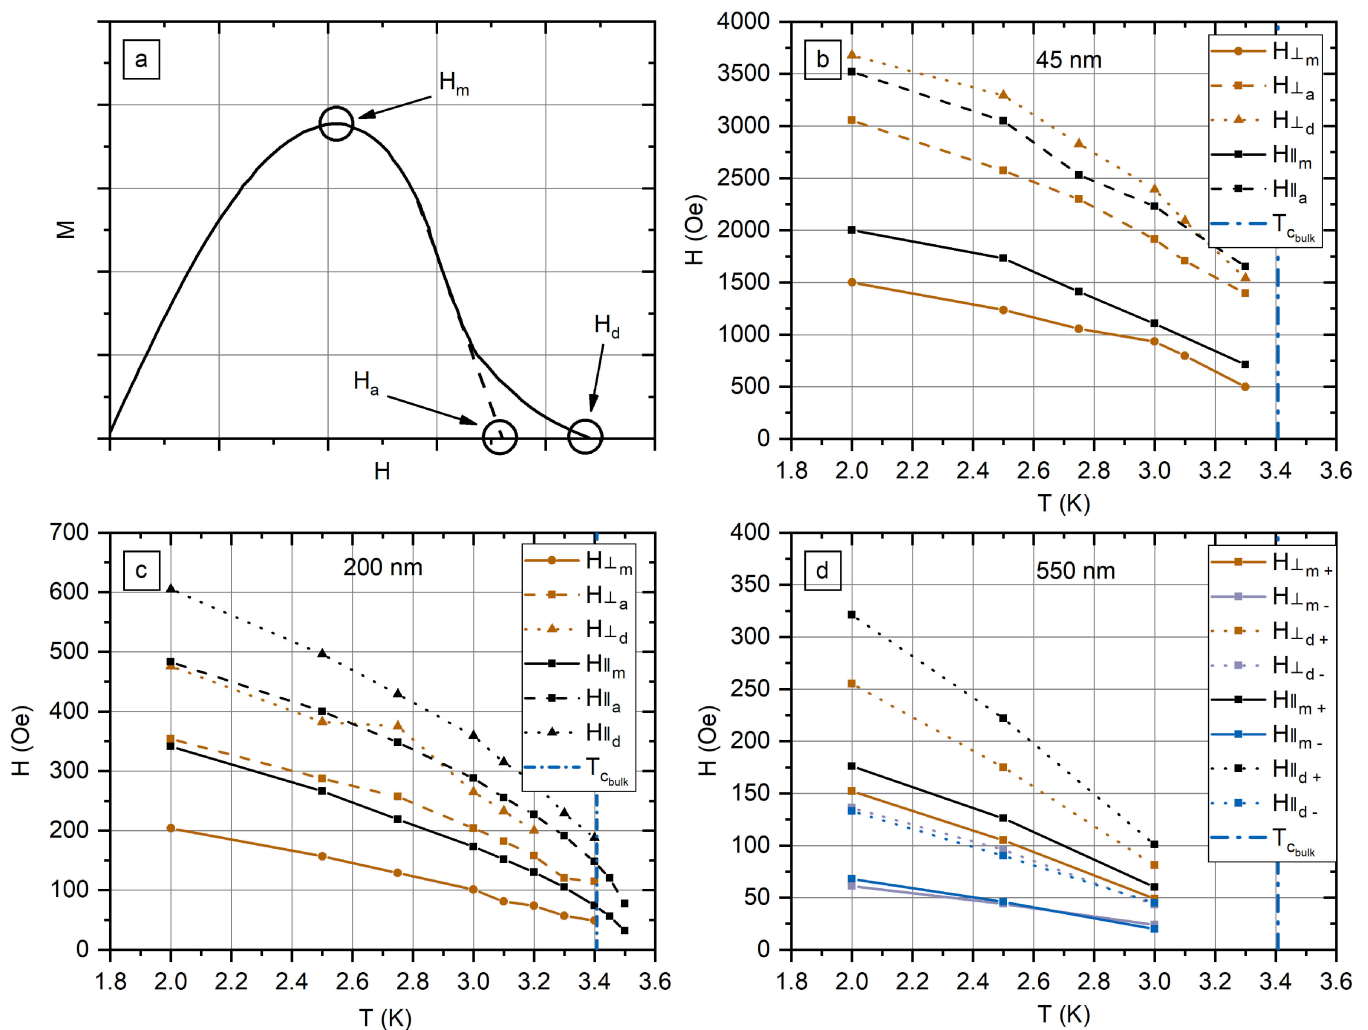 a
H_m
H_d
H_a
M
H
b
45 nm
H⊥_m
H⊥_a
H⊥_d
H∥_m
H∥_a
T_c_bulk
4000
3500
3000
2500
2000
1500
1000
500
0
H (Oe)
1.8 2.0 2.2 2.4 2.6 2.8 3.0 3.2 3.4 3.6
T (K)
c
200 nm
H⊥_m
H⊥_a
H⊥_d
H∥_m
H∥_a
H∥_d
T_c_bulk
700
600
500
400
300
200
100
0
H (Oe)
1.8 2.0 2.2 2.4 2.6 2.8 3.0 3.2 3.4 3.6
T (K)
d
550 nm
H⊥_m +
H⊥_m -
H⊥_d +
H⊥_d -
H∥_m +
H∥_m -
H∥_d +
H∥_d -
T_c_bulk
400
350
300
250
200
150
100
50
0
H (Oe)
1.8 2.0 2.2 2.4 2.6 2.8 3.0 3.2 3.4 3.6
T (K)